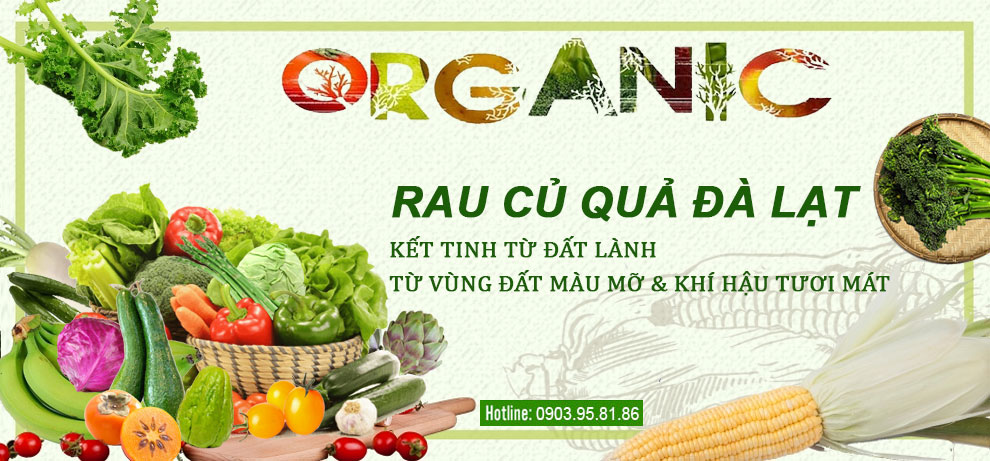 ORGANIC
RAU CỦ QUẢ ĐÀ LẠT
KẾT TINH TỪ ĐẤT LÀNH
TỪ VÙNG ĐẤT MÀU MỠ & KHÍ HẬU TƯƠI MÁT
Hotline: 0903.95.81.86